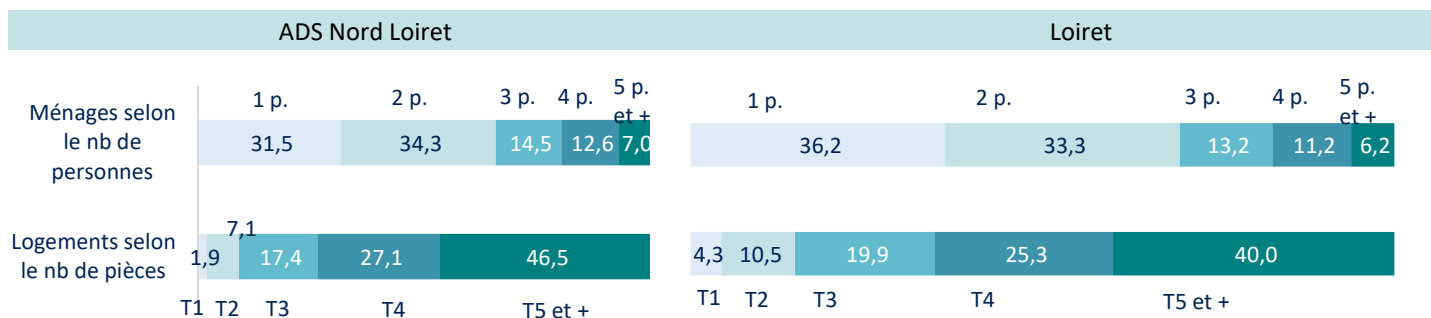 ADS Nord Loiret
Loiret
Ménages selon
le nb de
personnes
1 p.
2 p.
3 p.
4 p.
5 p.
et +
31,5
34,3
14,5
12,6
7,0
1 p.
2 p.
3 p.
4 p.
5 p.
et +
36,2
33,3
13,2
11,2
6,2
Logements selon
le nb de pièces
1,9
7,1
17,4
27,1
46,5
T1
T2
T3
T4
T5 et +
4,3
10,5
19,9
25,3
40,0
T1
T2
T3
T4
T5 et +